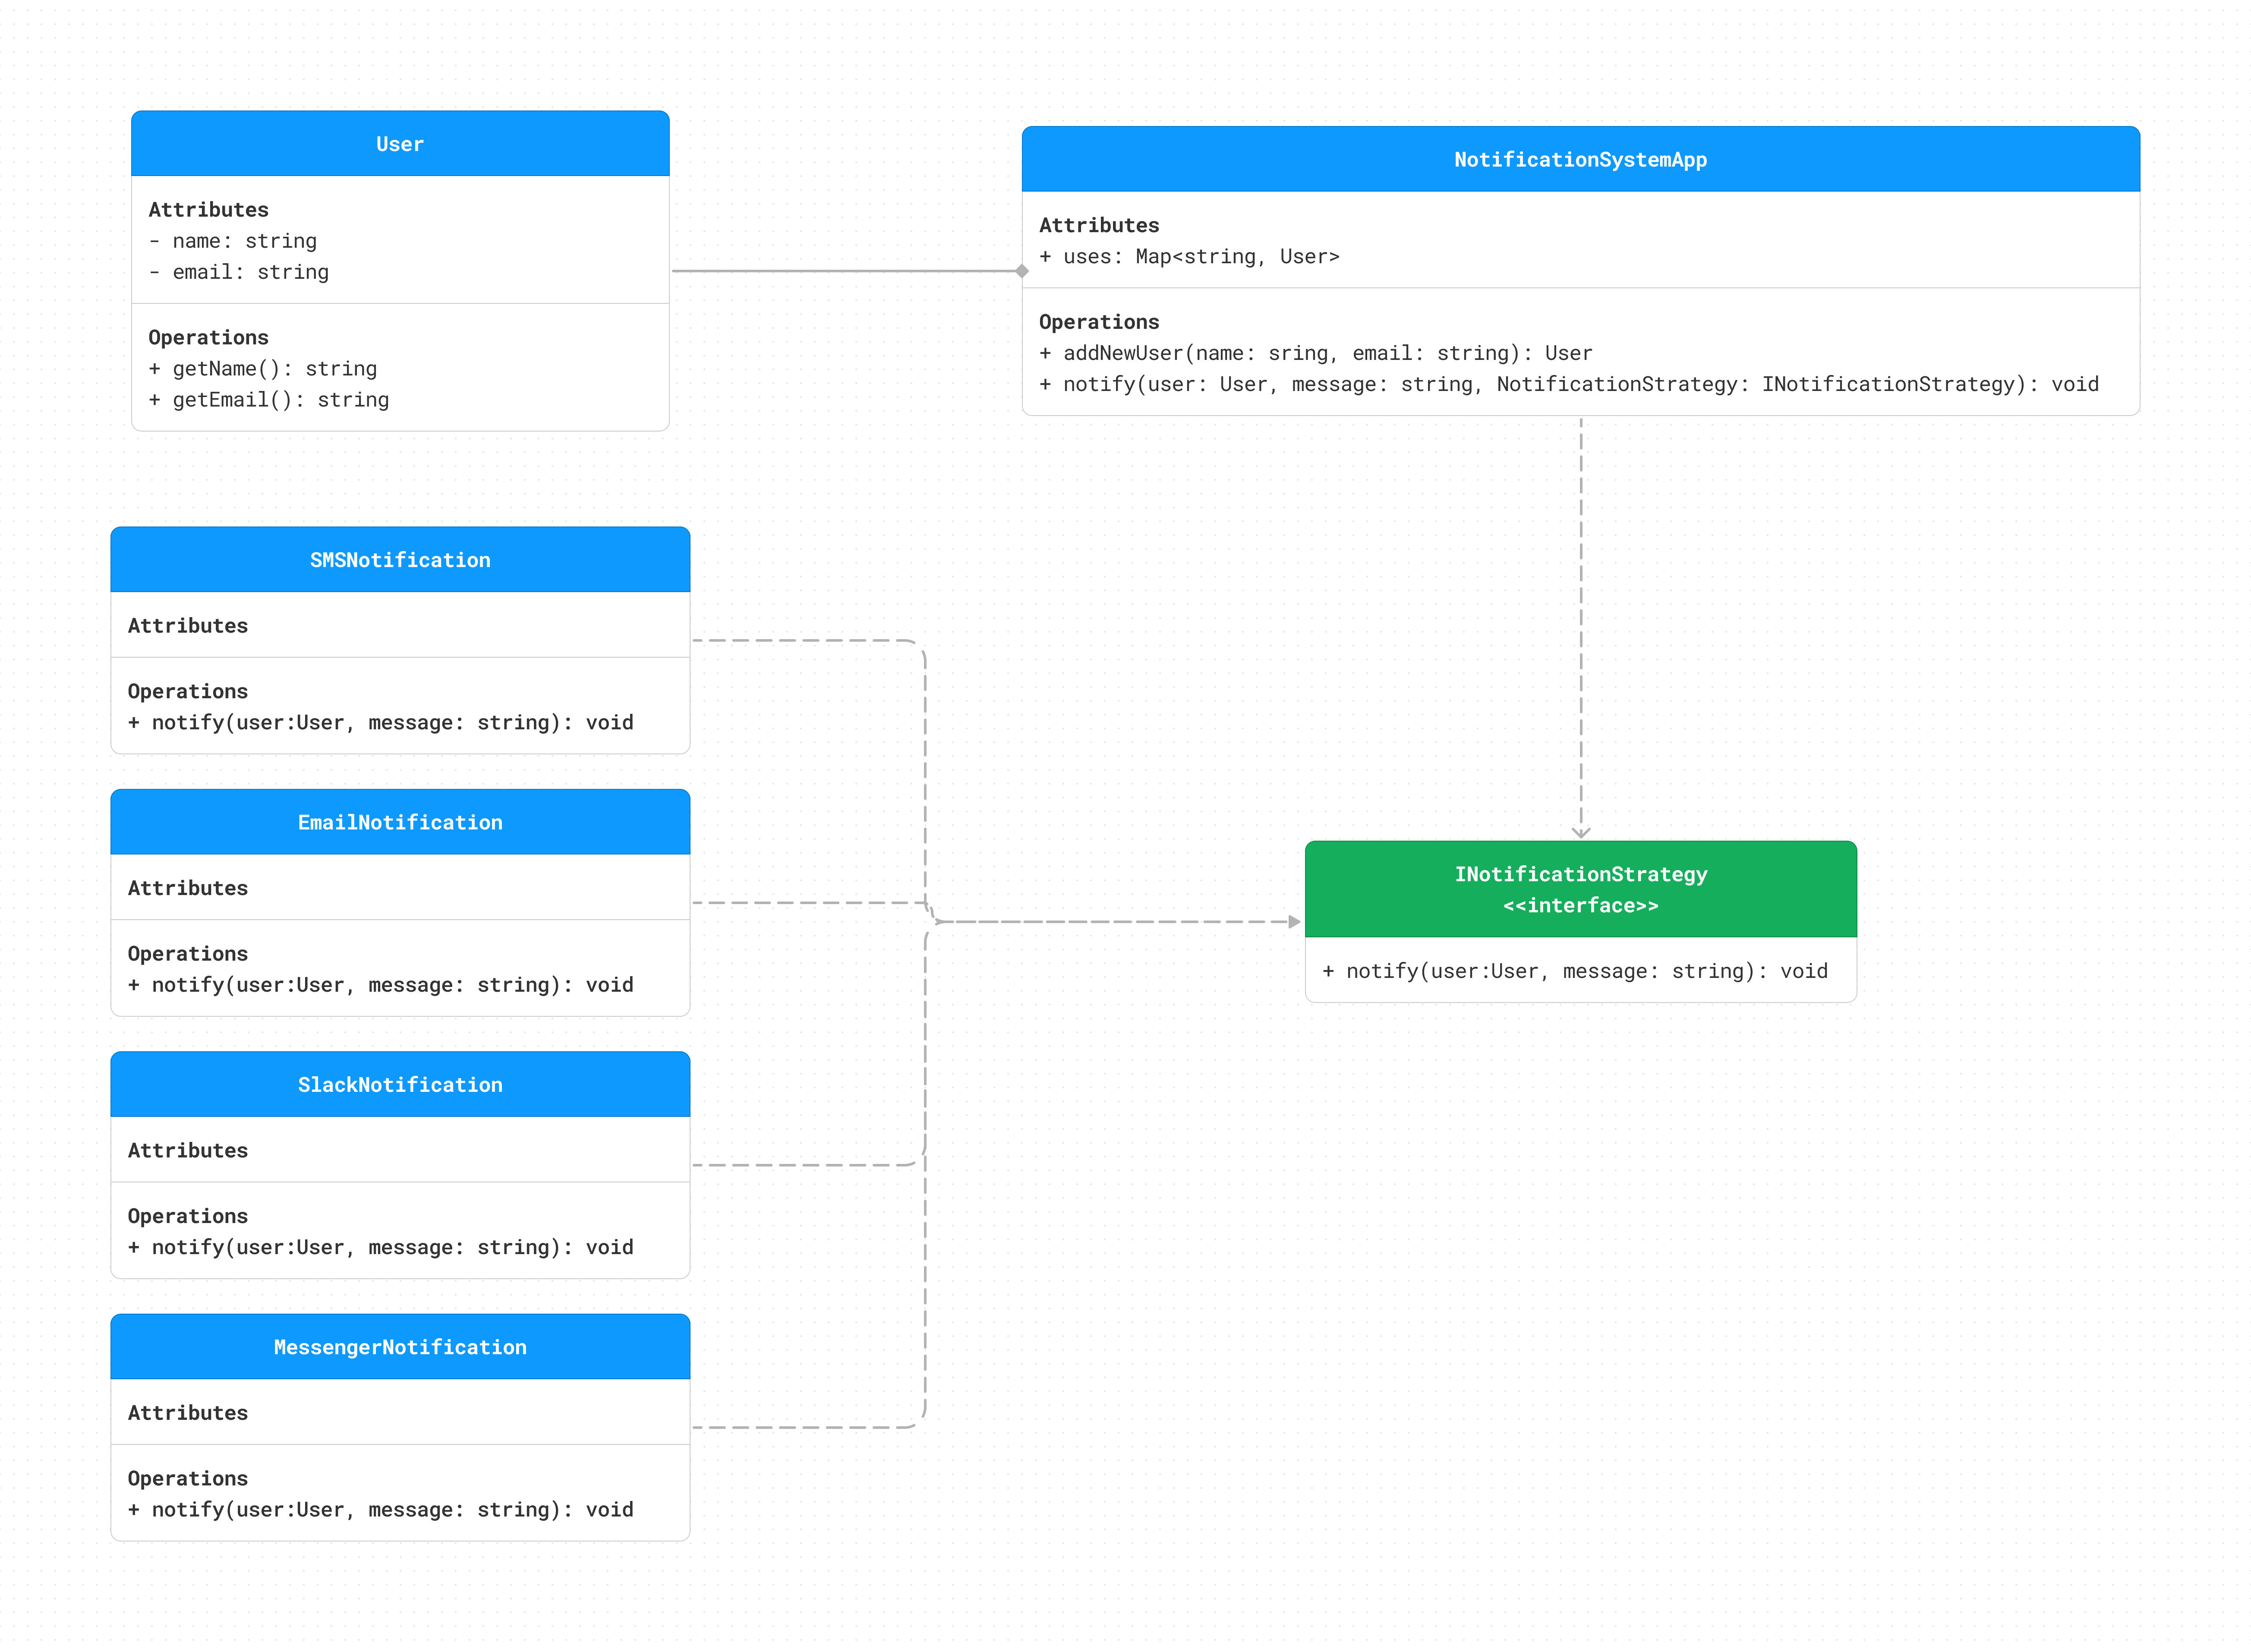 User
Attributes
- name: string
- email: string
Operations
+ getName(): string
+ getEmail(): string
NotificationSystemApp
Attributes
+ uses: Map<string, User>
Operations
+ addNewUser(name: sring, email: string): User
+ notify(user: User, message: string, NotificationStrategy: INotificationStrategy): void
SMSNotification
Attributes
Operations
+ notify(user:User, message: string): void
EmailNotification
Attributes
Operations
+ notify(user:User, message: string): void
INotificationStrategy
<<interface>>
+ notify(user:User, message: string): void
SlackNotification
Attributes
Operations
+ notify(user:User, message: string): void
MessengerNotification
Attributes
Operations
+ notify(user:User, message: string): void